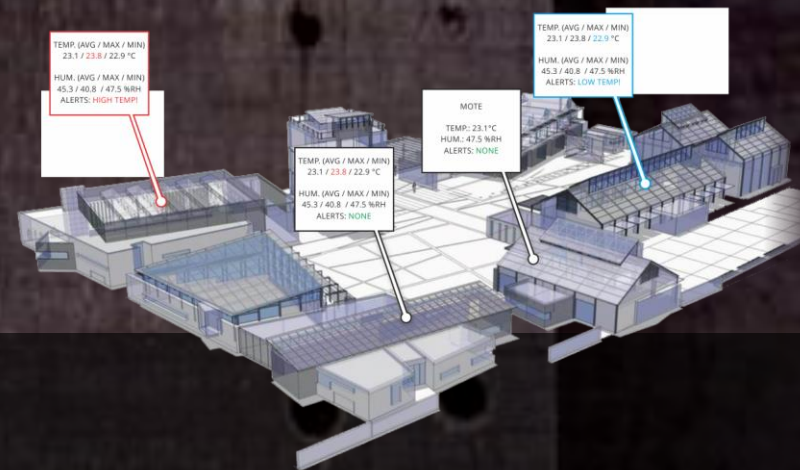 TEMP. (AVG / MAX / MIN)
23.1 / 23.8 / 22.9 °C
HUM. (AVG / MAX / MIN)
45.3 / 40.8 / 47.5 %RH
ALERTS: HIGH TEMP!
TEMP. (AVG / MAX / MIN)
23.1 / 23.8 / 22.9 °C
HUM. (AVG / MAX / MIN)
45.3 / 40.8 / 47.5 %RH
ALERTS: NONE
MOTE
TEMP.: 23.1°C
HUM.: 47.5 %RH
ALERTS: NONE
TEMP. (AVG / MAX / MIN)
23.1 / 23.8 / 22.9 °C
HUM. (AVG / MAX / MIN)
45.3 / 40.8 / 47.5 %RH
ALERTS: LOW TEMP!